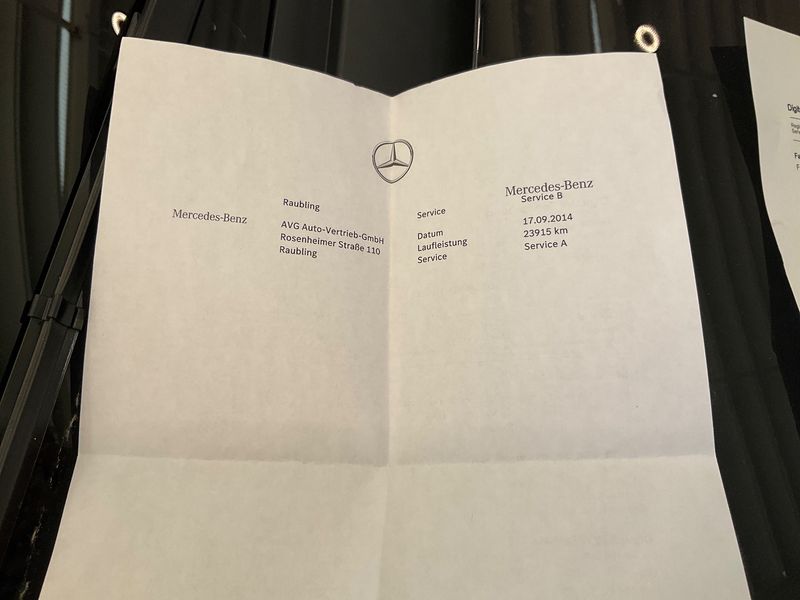 Mercedes-Benz
Raubling
Service
Service B
Mercedes-Benz
AVG Auto-Vertrieb-GmbH
Rosenheimer Straße 110
Raubling
Datum
17.09.2014
Laufleistung
23915 km
Service
Service A
Digit